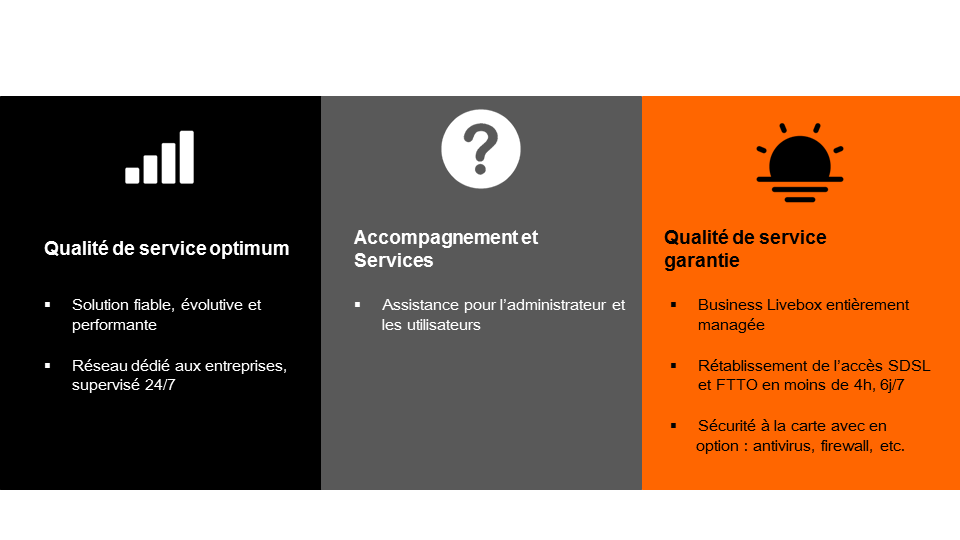 Qualité de service optimum
▪ Solution fiable, évolutive et
performante
▪ Réseau dédié aux entreprises,
supervisé 24/7
?
Accompagnement et
Services
▪ Assistance pour l’administrateur et
les utilisateurs
Qualité de service
garantie
▪ Business Livebox entièrement
managée
▪ Rétablissement de l’accès SDSL
et FTTO en moins de 4h, 6j/7
▪ Sécurité à la carte avec en
option : antivirus, firewall, etc.